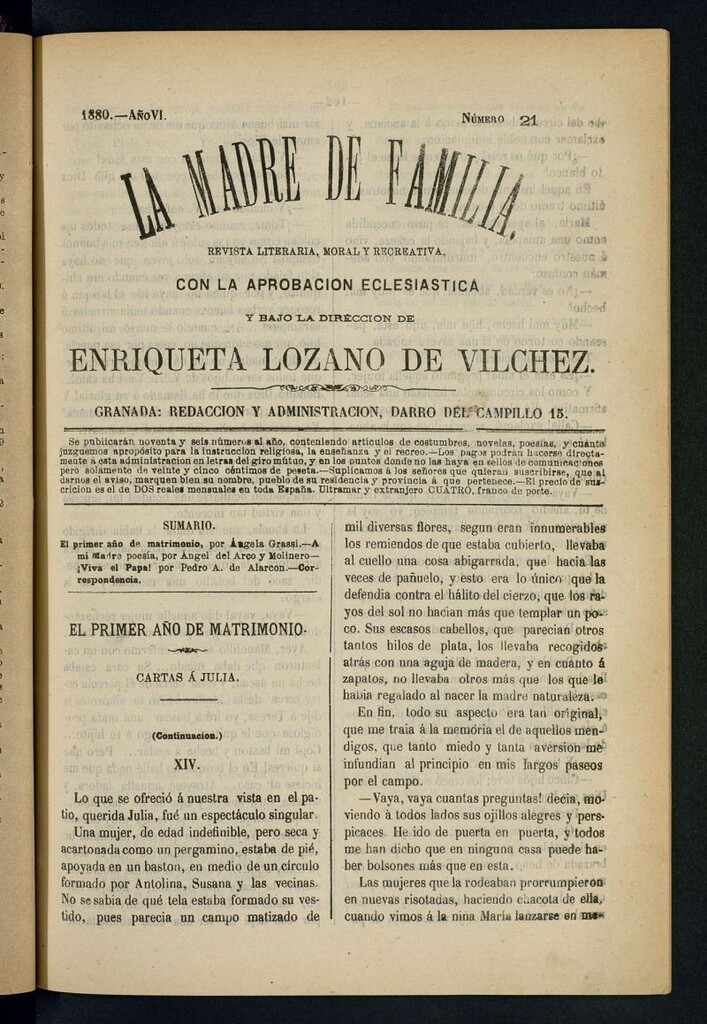 1880.—AñoVI.
NÚMERO 21
LA MADRE DE FAMILIA.
REVISTA LITERARIA, MORAL Y RECREATIVA,
CON LA APROBACION ECLESIASTICA
Y BAJO LA DIRECCION DE
ENRIQUETA LOZANO DE VILCHEZ.
GRANADA: REDACCION Y ADMINISTRACION, DARRO DEL CAMPILLO 15.
Se publicarán noventa y seis números al año, conteniendo articulos de costumbres, novelas, poesias, y cuánto
juzguemos apropósito para la instruccion religiosa, la enseñanza y el recreo.—Los pagos podrán hacerse directa-
mente á esta administracion en letras del giro mútuo, y en los puntos donde no las haya en sellos de comunicaciones
pero solamente de veinte y cinco céntimos de peseta.—Suplicamos á los señores que quieran suscribirse, que al
darnos el aviso, marquen bien su nombre, pueblo de su residencia y provincia á que pertenece.—El precio de sus-
cricion es el de DOS reales mensuales en toda España. Ultramar y extranjero CUATRO, franco de porte.
SUMARIO.
El primer año de matrimonio, por Ángela Grassi.—A
mi Madre poesía, por Ángel del Arco y Molinero—
¡Viva el Papa! por Pedro A. de Alarcon.—Cor-
respondencia.
EL PRIMER AÑO DE MATRIMONIO.
CARTAS Á JULIA.
(Continuacion.)
XIV.
Lo que se ofreció á nuestra vista en el pa-
tio, querida Julia, fué un espectáculo singular.
Una mujer, de edad indefinible, pero seca y
acartonada como un pergamino, estaba de pié,
apoyada en un baston, en medio de un círculo
formado por Antolina, Susana y las vecinas.
No se sabia de qué tela estaba formado su ves-
tido, pues parecia un campo matizado de
mil diversas flores, segun eran innumerables
los remiendos de que estaba cubierto, llevaba
al cuello una cosa abigarrada, que hacia las
veces de pañuelo, y esto era lo único que la
defendia contra el hálito del cierzo, que los ra-
yos del sol no hacian más que templar un po-
co. Sus escasos cabellos, que parecian otros
tantos hilos de plata, los llevaba recogidos
atrás con una aguja de madera, y en cuanto á
zapatos, no llevaba otros más que los que le
habia regalado al nacer la madre naturaleza.
En fin, todo su aspecto era tan original,
que me traia á la memória el de aquellos men-
digos, que tanto miedo y tanta aversion me
infundian al principio en mis largos paseos
por el campo.
—Vaya, vaya cuantas preguntas! decia, mo-
viendo á todos lados sus ojillos alegres y pers-
picaces. He ido de puerta en puerta, y todos
me han dicho que en ninguna casa puede ha-
ber bolsones más que en esta.
Las mujeres que la rodeaban prorrumpieron
en nuevas risotadas, haciendo chacota de ella,
cuando vimos á la nina María lanzarse en me-